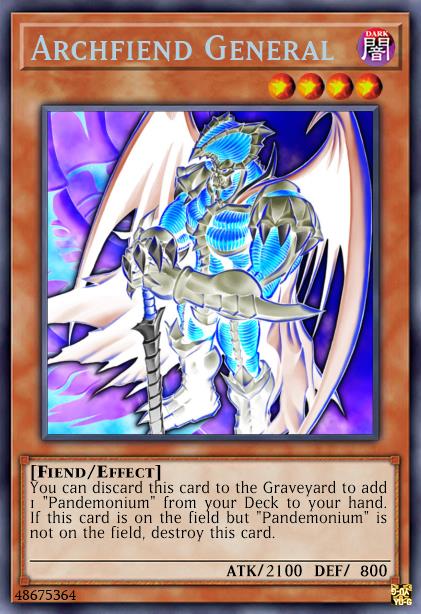 ARCHFIEND GENERAL
DARK
闇
[FIEND/EFFECT]
You can discard this card to the Graveyard to add
1 "Pandemonium" from your Deck to your hand.
If this card is on the field but "Pandemonium" is
not on the field, destroy this card.
ATK/2100 DEF/ 800
48675364